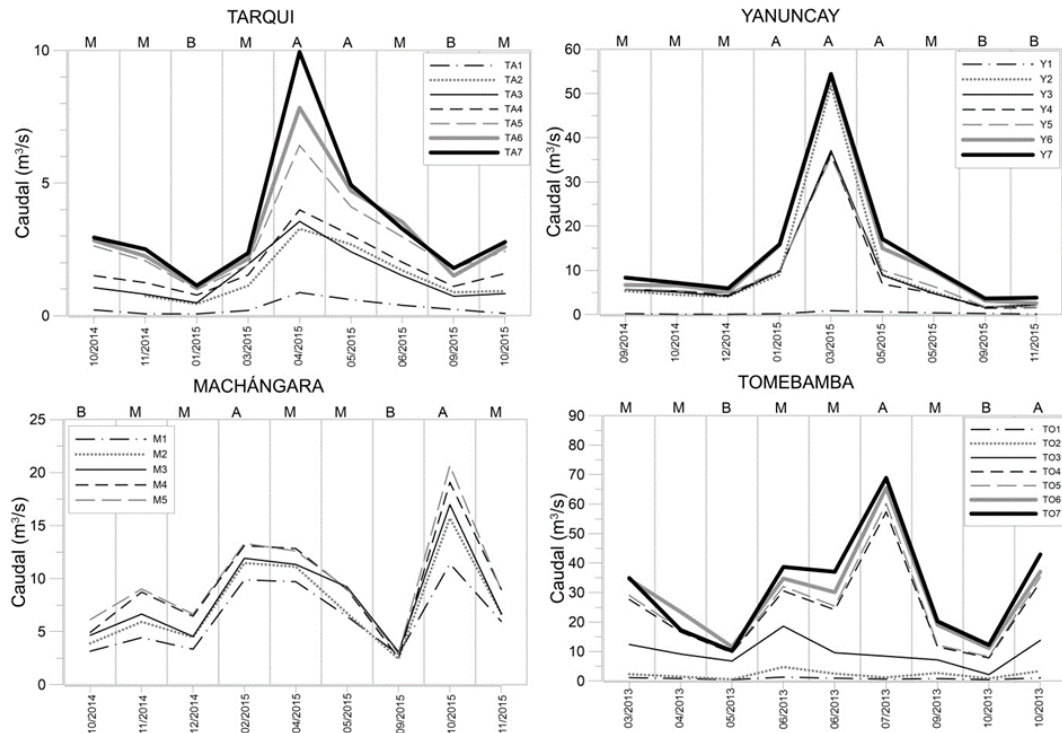 TARQUI
M M B M A A M B M
10
5
0
Caudal (m³/s)
TA1
TA2
TA3
TA4
TA5
TA6
TA7
10/2014 11/2014 01/2015 03/2015 04/2015 05/2015 06/2015 09/2015 10/2015
YANUNCAY
M M M A A A M B B
60
50
40
30
20
10
0
Caudal (m³/s)
Y1
Y2
Y3
Y4
Y5
Y6
Y7
09/2014 10/2014 12/2014 01/2015 03/2015 05/2015 05/2015 09/2015 11/2015
MACHÁNGARA
B M M A M M B A M
25
20
15
10
5
0
Caudal (m³/s)
M1
M2
M3
M4
M5
10/2014 11/2014 12/2014 02/2015 04/2015 05/2015 09/2015 10/2015 11/2015
TOMEBAMBA
M M B M M A M B A
90
80
70
60
50
40
30
20
10
0
Caudal (m³/s)
TO1
TO2
TO3
TO4
TO5
TO6
TO7
03/2013 04/2013 05/2013 06/2013 06/2013 07/2013 09/2013 10/2013 10/2013